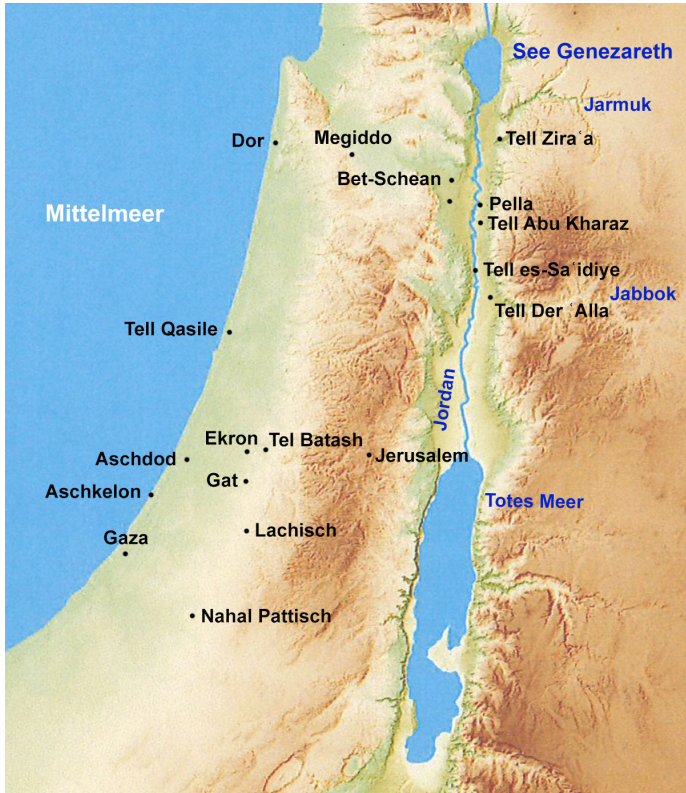 See Genezareth
Jarmuk
Dor
Megiddo
Tell Ziraʿa
Bet-Schean
Mittelmeer
Pella
Tell Abu Kharaz
Tell es-Saʿidiye
Jabbok
Tell Der ʿAlla
Tell Qasile
Jordan
Ekron
Tel Batash
Aschdod
Jerusalem
Gat
Aschkelon
Totes Meer
Lachisch
Gaza
Nahal Pattisch